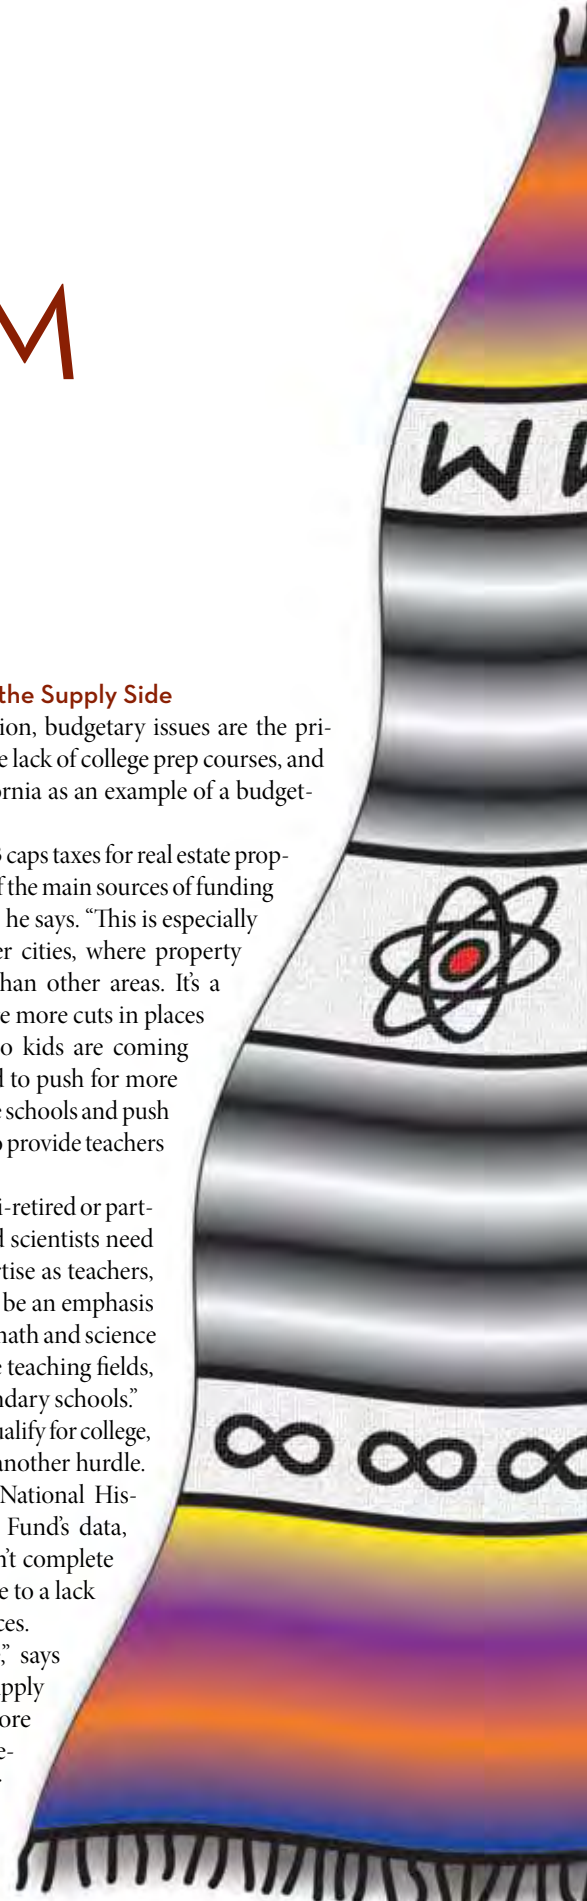 M
the Supply Side
tion, budgetary issues are the pri-
e lack of college prep courses, and
ornia as an example of a budget-
caps taxes for real estate prop-
f the main sources of funding
he says. “This is especially
er cities, where property
than other areas. It’s a
e more cuts in places
o kids are coming
d to push for more
e schools and push
o provide teachers
i-retired or part-
d scientists need
rtise as teachers,
be an emphasis
math and science
e teaching fields,
ndary schools.”
ualify for college,
another hurdle.
National His-
Fund’s data,
n’t complete
e to a lack
ces.
,” says
pply
ore
e-
Σ
∞ ∞ ∞